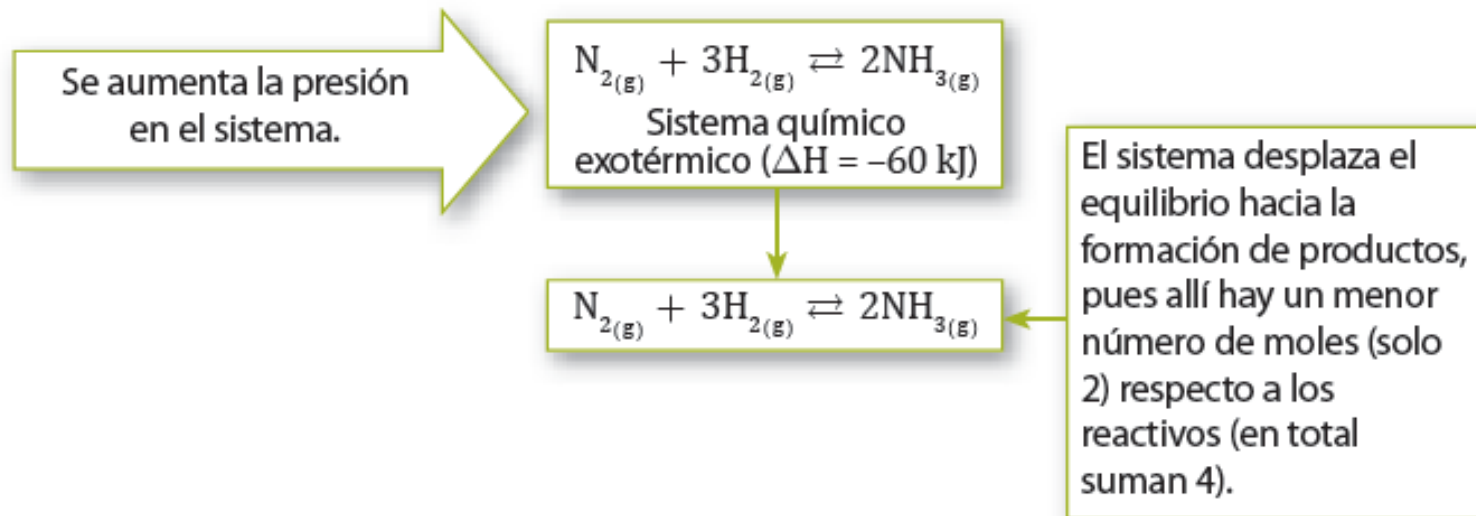 Se aumenta la presión
en el sistema.
N₂(g) + 3H₂(g) ⇄ 2NH₃(g)
Sistema químico
exotérmico (ΔH = –60 kJ)
N₂(g) + 3H₂(g) ⇄ 2NH₃(g)
El sistema desplaza el
equilibrio hacia la
formación de productos,
pues allí hay un menor
número de moles (solo
2) respecto a los
reactivos (en total
suman 4).